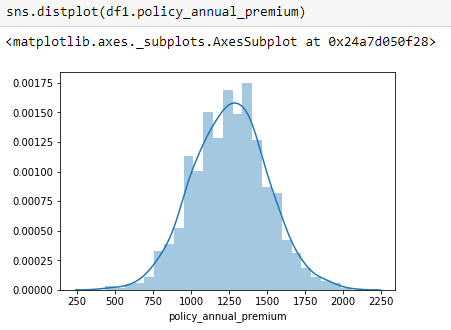 sns.distplot(df1.policy_annual_premium)
<matplotlib.axes._subplots.AxesSubplot at 0x24a7d050f28>
0.00175
0.00150
0.00125
0.00100
0.00075
0.00050
0.00025
0.00000
250 500 750 1000 1250 1500 1750 2000 2250
policy_annual_premium